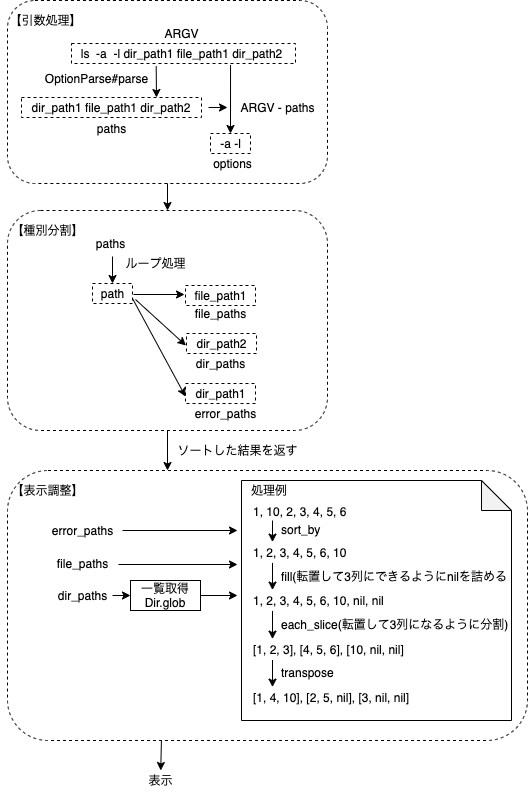 【引数処理】
ARGV
ls -a -l dir_path1 file_path1 dir_path2
OptionParse#parse
dir_path1 file_path1 dir_path2
ARGV - paths
paths
-a -l
options
【種別分割】
paths
ループ処理
path
file_path1
file_paths
dir_path2
dir_paths
dir_path1
error_paths
ソートした結果を返す
【表示調整】
error_paths
file_paths
dir_paths
一覧取得
Dir.glob
処理例
1, 10, 2, 3, 4, 5, 6
sort_by
1, 2, 3, 4, 5, 6, 10
fill(転置して3列にできるようにnilを詰める
1, 2, 3, 4, 5, 6, 10, nil, nil
each_slice(転置して3列になるように分割)
[1, 2, 3], [4, 5, 6], [10, nil, nil]
transpose
[1, 4, 10], [2, 5, nil], [3, nil, nil]
表示